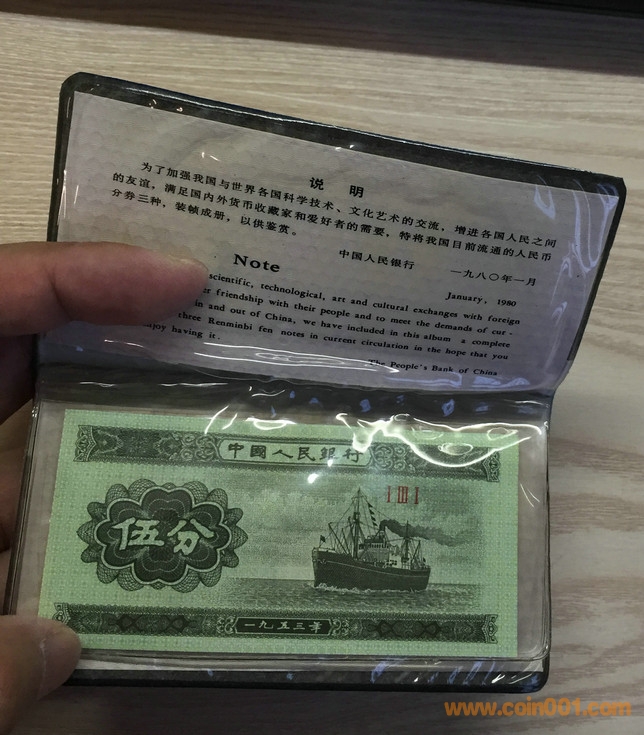 说 明
为了加强我国与世界各国科学技术、文化艺术的交流，增进各国人民之间
的友谊，满足国内外货币收藏家和爱好者的需要，特将我国目前流通的人民币
分券三种，装帧成册，以供鉴赏。
中国人民银行
一九八〇年一月
Note
January, 1980
scientific, technological, art and cultural exchanges with foreign
friendship with their people and to meet the demands of cur-
in and out of China, we have included in this album a complete
three Renminbi fen notes in current circulation in the hope that you
enjoy having it.
The People's Bank of China
中國人民銀行
I III I
伍分
一九五三年
www.coin001.com